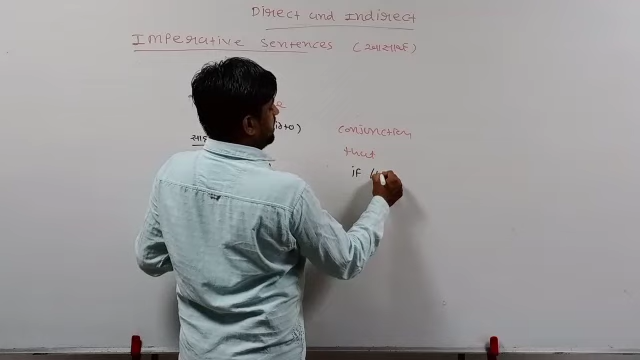 Direct and Indirect
Imperative Sentences (આજ્ઞાર્થ)
conjunction
that
if